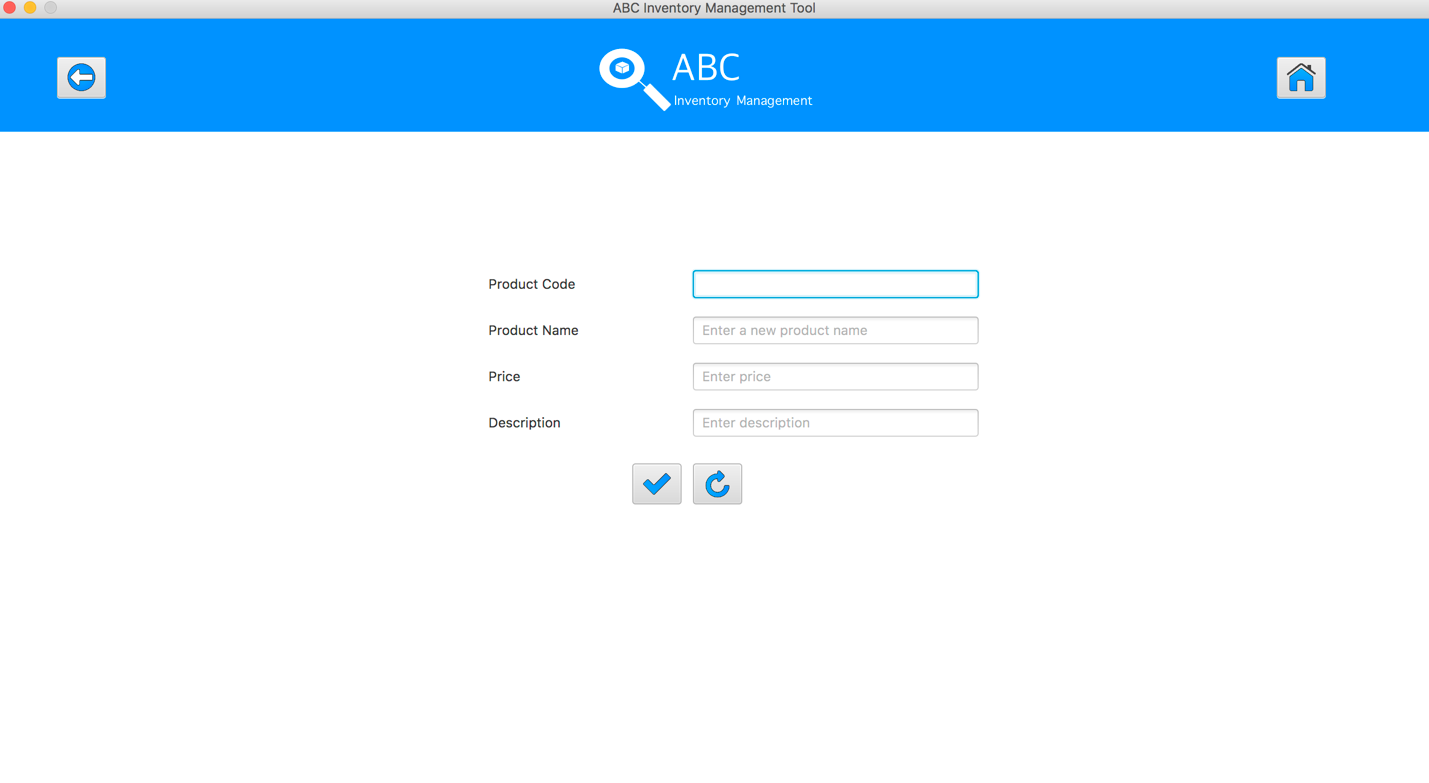 ABC Inventory Management Tool
ABC
Inventory Management
Product Code
Product Name
Enter a new product name
Price
Enter price
Description
Enter description